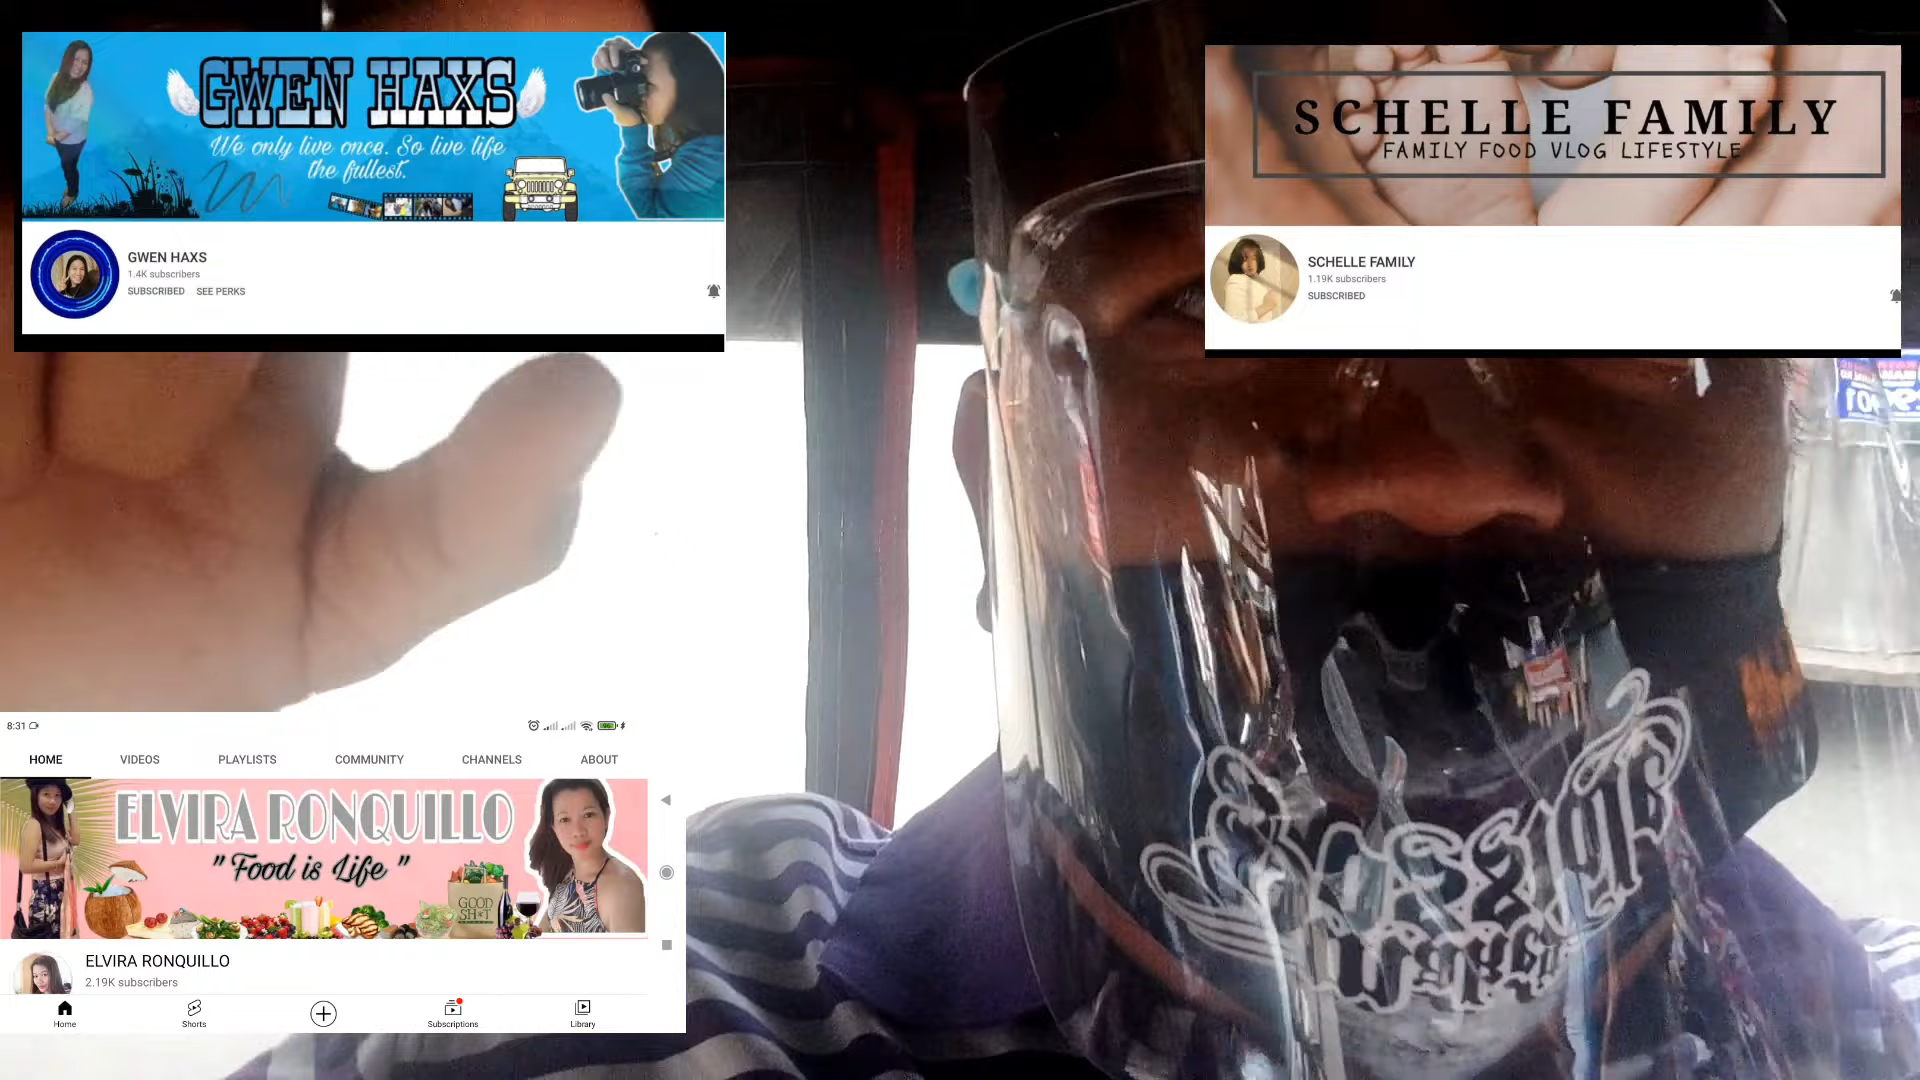 GWEN HAXS
We only live once. So live life
the fullest.
GWEN HAXS
1.4K subscribers
SUBSCRIBED SEE PERKS
SCHELLE FAMILY
FAMILY FOOD VLOG LIFESTYLE
SCHELLE FAMILY
1.19K subscribers
SUBSCRIBED
8:31
96
HOME VIDEOS PLAYLISTS COMMUNITY CHANNELS ABOUT
ELVIRA RONQUILLO
"Food is Life"
GOOD
SH*T
ELVIRA RONQUILLO
2.19K subscribers
Home Shorts Subscriptions Library